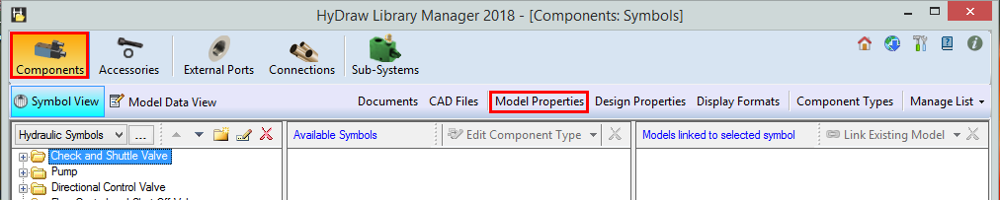 HyDraw Library Manager 2018 - [Components: Symbols]
Components Accessories External Ports Connections Sub-Systems
Symbol View Model Data View Documents CAD Files Model Properties Design Properties Display Formats Component Types Manage List
Hydraulic Symbols ... Available Symbols Edit Component Type Models linked to selected symbol Link Existing Model
Check and Shuttle Valve
Pump
Directional Control Valve